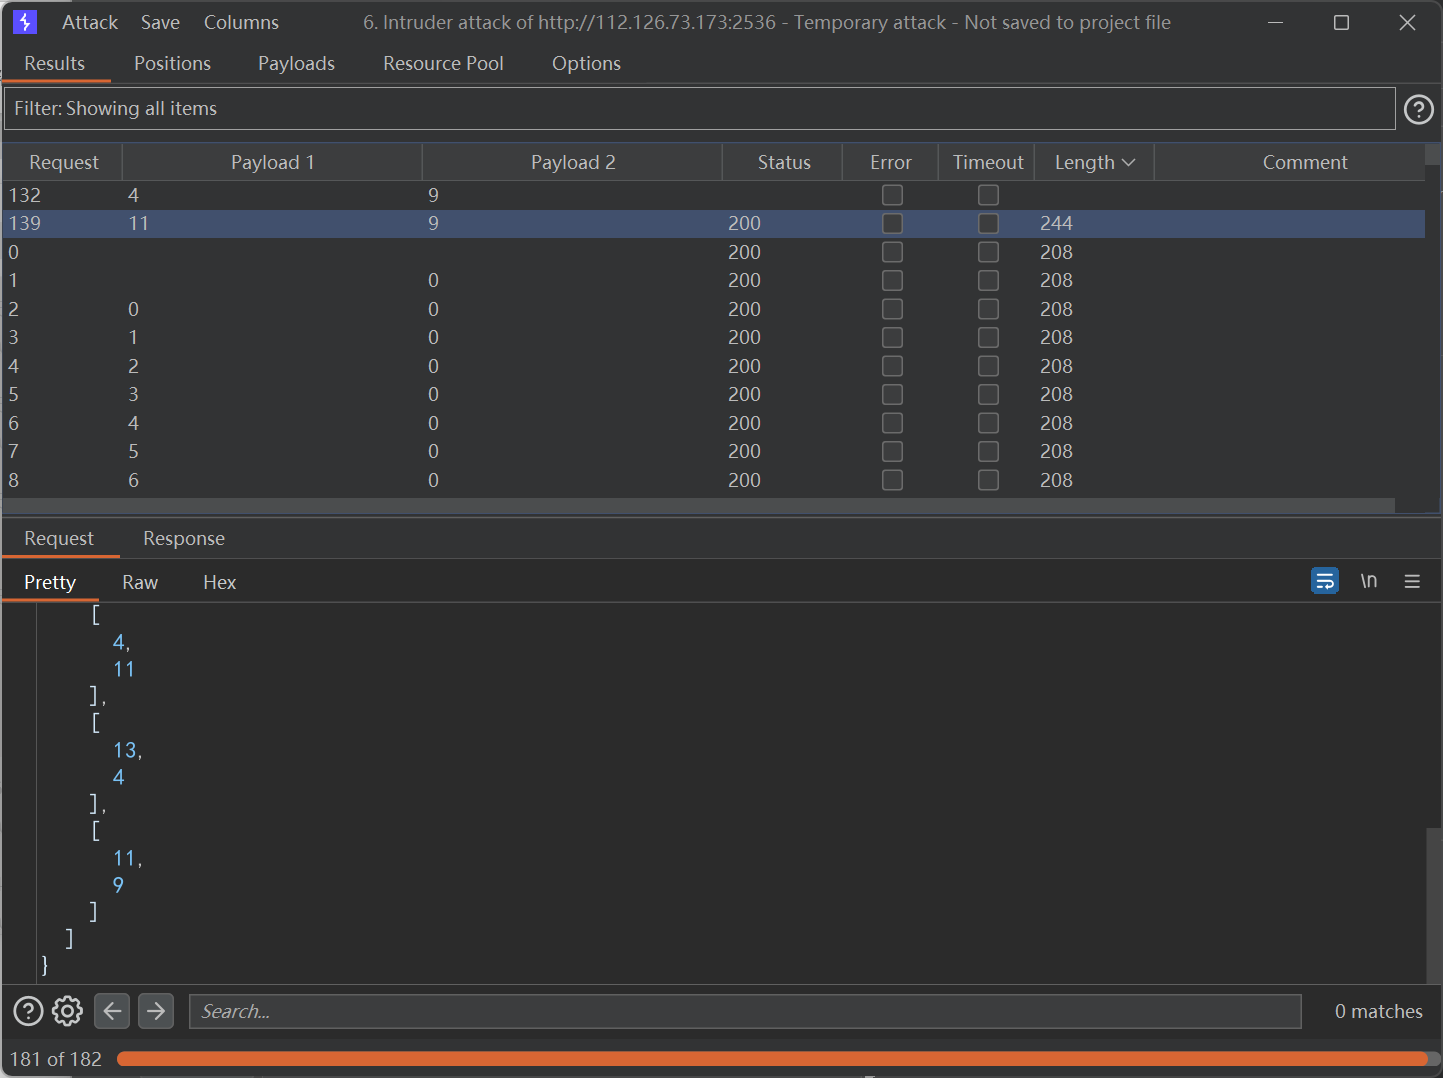 Attack Save Columns 6. Intruder attack of http://112.126.73.173:2536 - Temporary attack - Not saved to project file
Results Positions Payloads Resource Pool Options
Filter: Showing all items
Request Payload 1 Payload 2 Status Error Timeout Length Comment
132 4 9
139 11 9 200 244
0 200 208
1 0 200 208
2 0 0 200 208
3 1 0 200 208
4 2 0 200 208
5 3 0 200 208
6 4 0 200 208
7 5 0 200 208
8 6 0 200 208
Request Response
Pretty Raw Hex \n
[
4,
11
],
[
13,
4
],
[
11,
9
]
]
}
Search... 0 matches
181 of 182